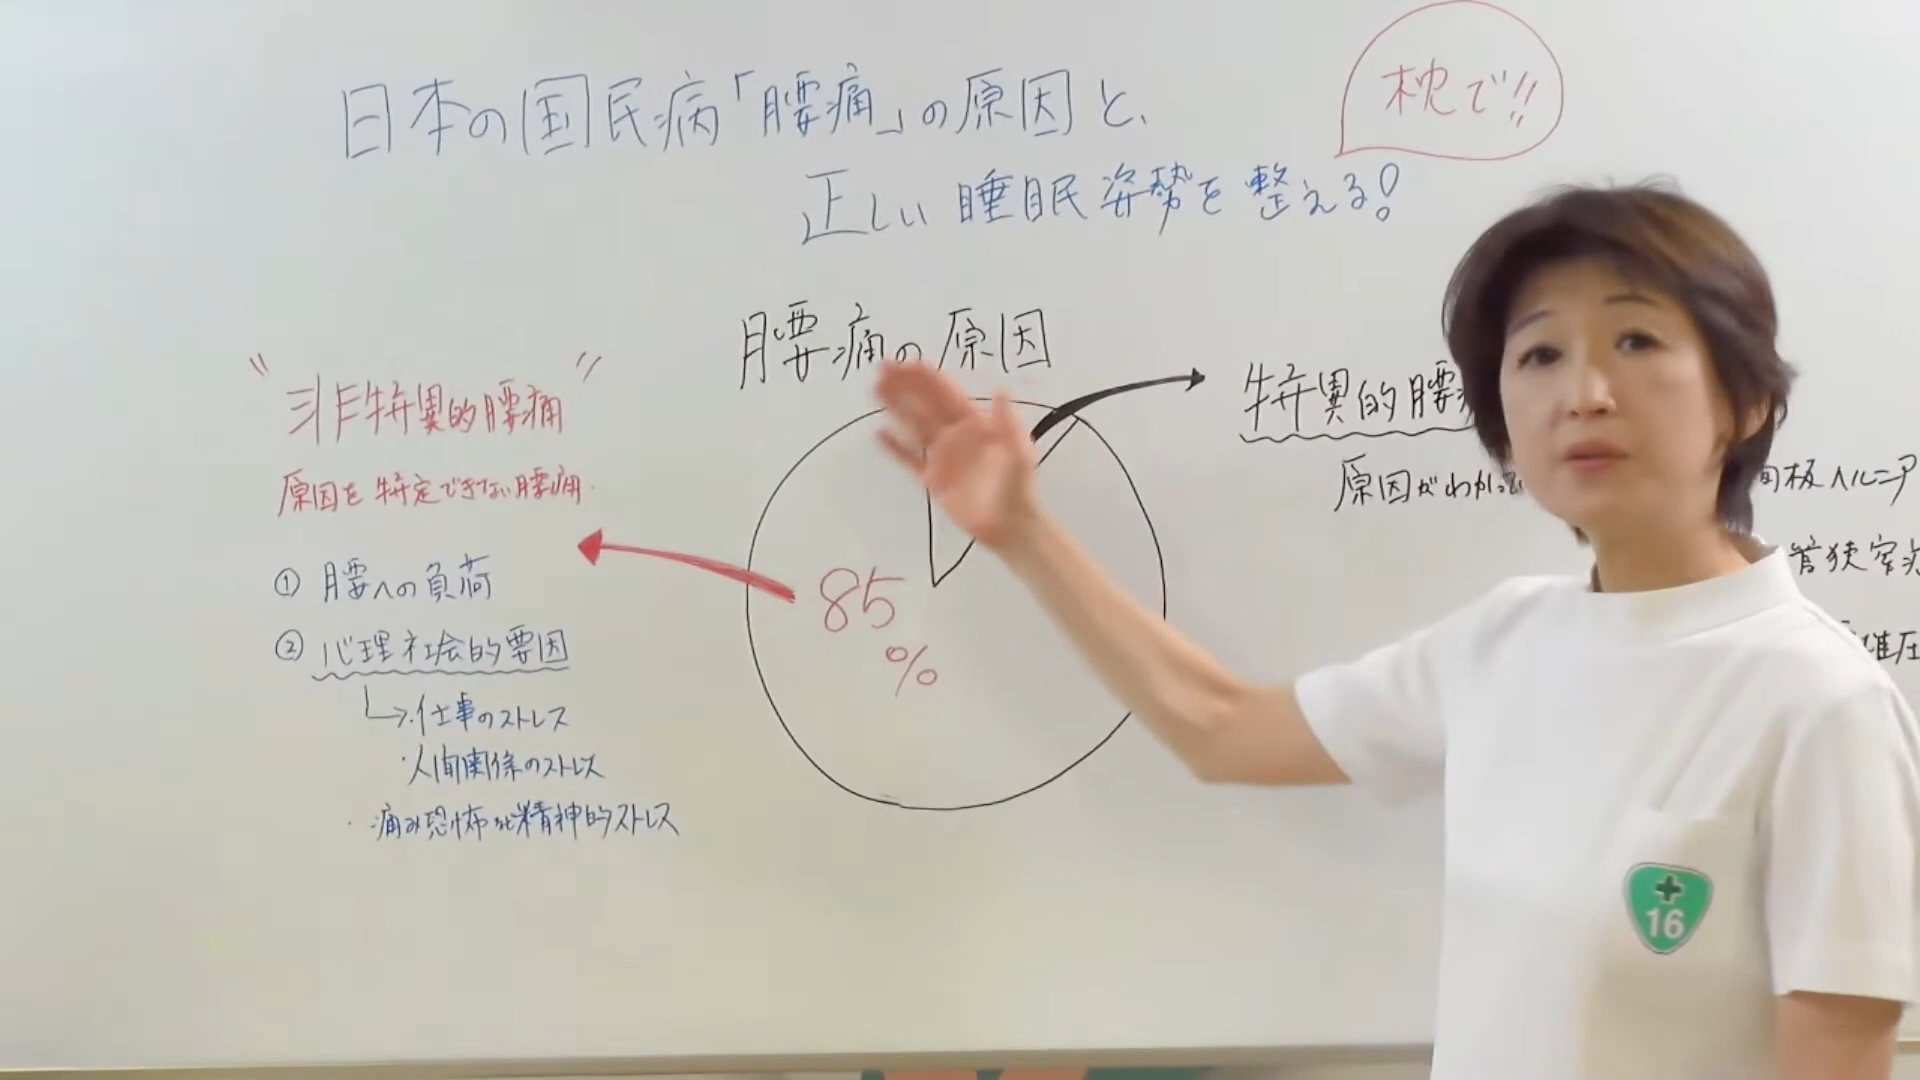 日本の国民病「腰痛」の原因と、
枕で!!
正しい睡眠姿勢を整える!
腰痛の原因
"非特異的腰痛"
原因を特定できない腰痛
① 腰への負荷
② 心理社会的要因
→・仕事のストレス
・人間関係のストレス
・痛み恐怖など精神的ストレス
85
%
特異的腰
原因がわかっ
板ヘルニア
管狭窄
16